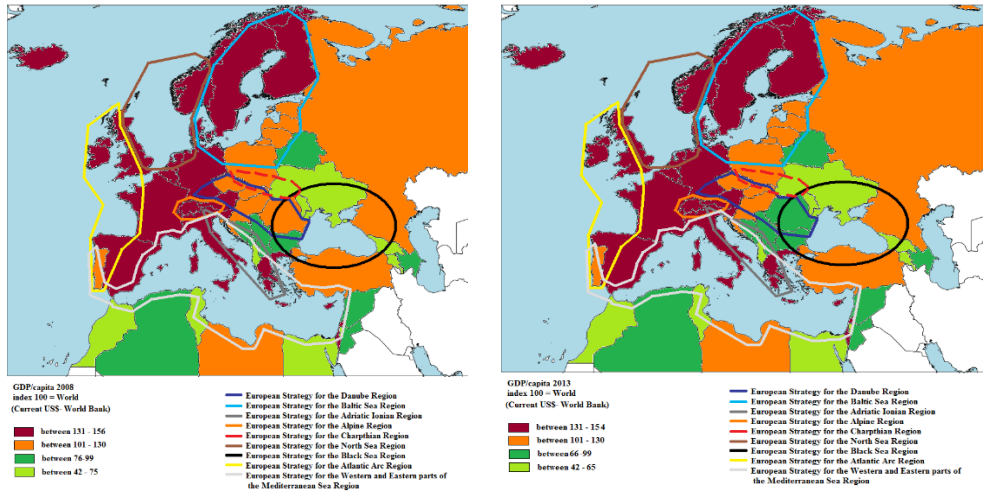 GDP/capita 2008
index 100 = World
(Current US$- World Bank)
between 131 - 156
between 101 - 130
between 76-99
between 42 - 75
European Strategy for the Danube Region
European Strategy for the Baltic Sea Region
European Strategy for the Adriatic Ionian Region
European Strategy for the Alpine Region
European Strategy for the Charpthian Region
European Strategy for the North Sea Region
European Strategy for the Black Sea Region
European Strategy for the Atlantic Arc Region
European Strategy for the Western and Eastern parts of
the Mediterranean Sea Region
GDP/capita 2013
index 100 = World
(Current US$- World Bank)
between 131 - 154
between 101 - 130
between 66-99
between 42 - 65
European Strategy for the Danube Region
European Strategy for the Baltic Sea Region
European Strategy for the Adriatic Ionian Region
European Strategy for the Alpine Region
European Strategy for the Charpthian Region
European Strategy for the North Sea Region
European Strategy for the Black Sea Region
European Strategy for the Atlantic Arc Region
European Strategy for the Western and Eastern parts of
the Mediterranean Sea Region